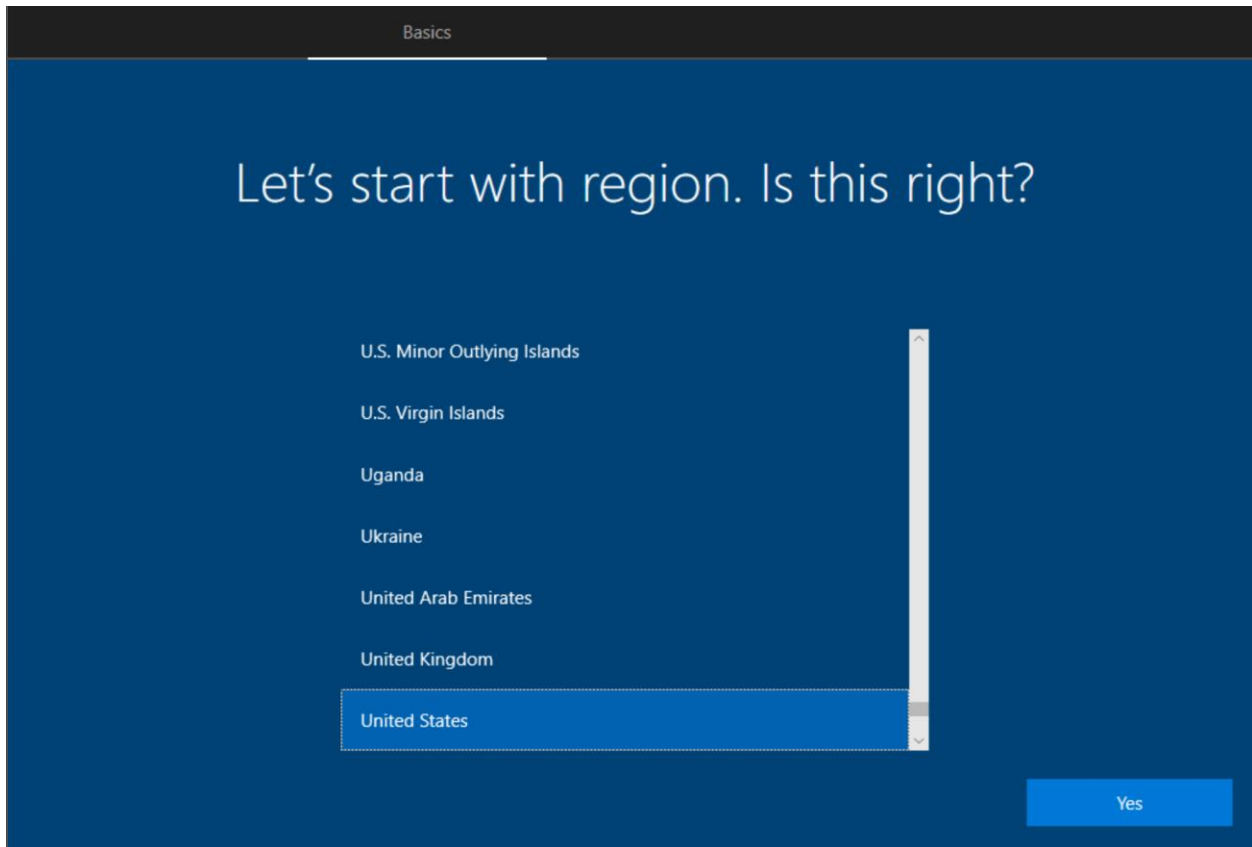 Basics
Let's start with region. Is this right?
U.S. Minor Outlying Islands
U.S. Virgin Islands
Uganda
Ukraine
United Arab Emirates
United Kingdom
United States
Yes